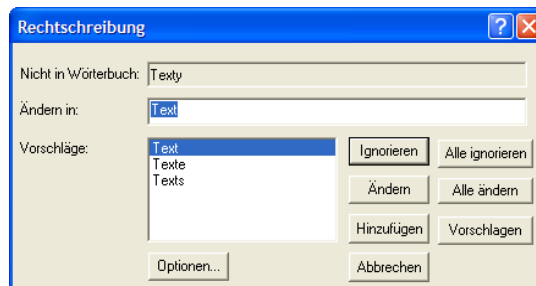 Rechtschreibung
Nicht in Wörterbuch: Texty
Ändern in: Text
Vorschläge: Text
Texte
Texts
Ignorieren Alle ignorieren
Ändern Alle ändern
Hinzufügen Vorschlagen
Optionen... Abbrechen